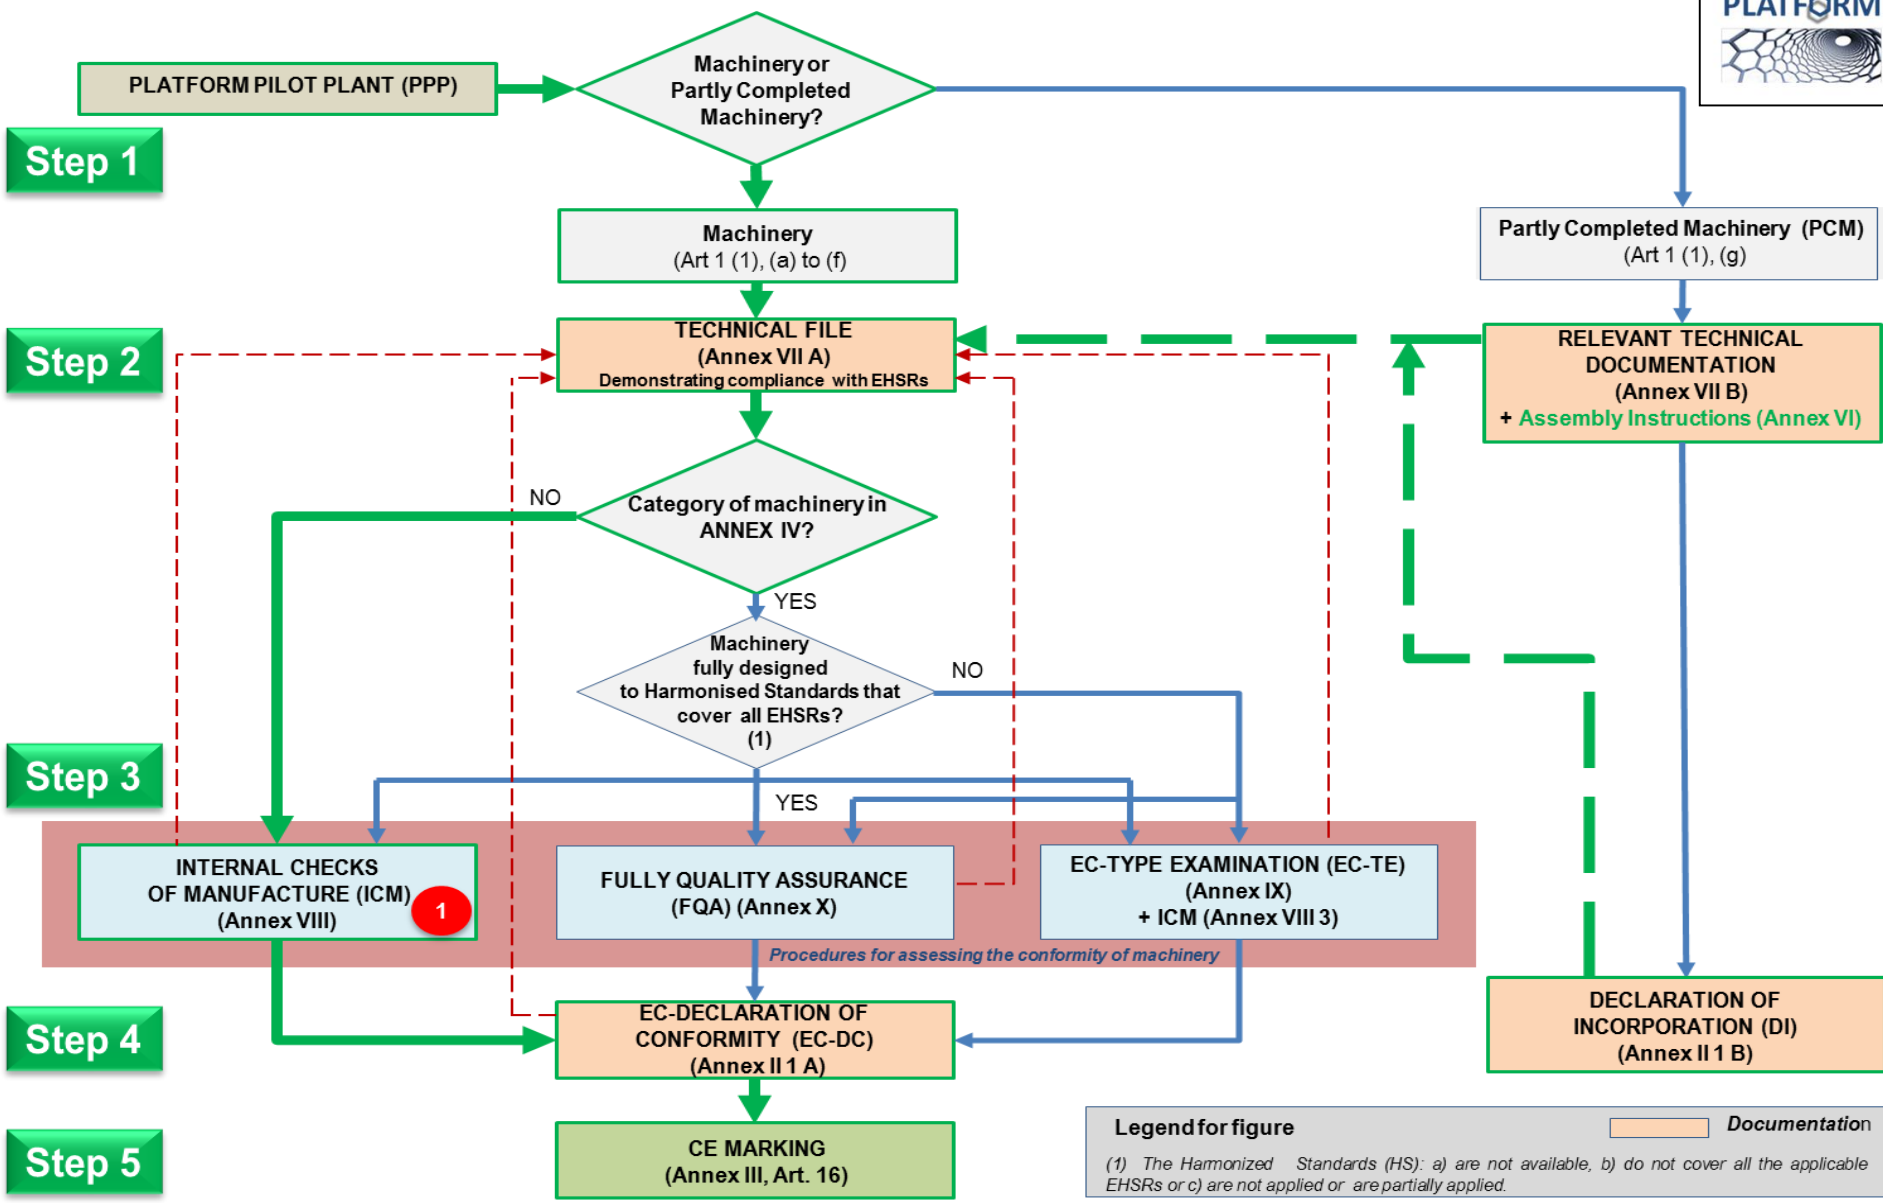 PLATFORM
PLATFORM PILOT PLANT (PPP)
Machinery or
Partly Completed
Machinery?
Step 1
Machinery
(Art 1 (1), (a) to (f)
Partly Completed Machinery (PCM)
(Art 1 (1), (g)
Step 2
TECHNICAL FILE
(Annex VII A)
Demonstrating compliance with EHSRs
RELEVANT TECHNICAL
DOCUMENTATION
(Annex VII B)
+ Assembly Instructions (Annex VI)
NO
Category of machinery in
ANNEX IV?
YES
Machinery
fully designed
to Harmonised Standards that
cover all EHSRs?
(1)
NO
Step 3
YES
INTERNAL CHECKS
OF MANUFACTURE (ICM)
(Annex VIII)
1
FULLY QUALITY ASSURANCE
(FQA) (Annex X)
EC-TYPE EXAMINATION (EC-TE)
(Annex IX)
+ ICM (Annex VIII 3)
Procedures for assessing the conformity of machinery
Step 4
EC-DECLARATION OF
CONFORMITY (EC-DC)
(Annex II 1 A)
DECLARATION OF
INCORPORATION (DI)
(Annex II 1 B)
Step 5
CE MARKING
(Annex III, Art. 16)
Legend for figure
Documentation
(1) The Harmonized Standards (HS): a) are not available, b) do not cover all the applicable
EHSRs or c) are not applied or are partially applied.